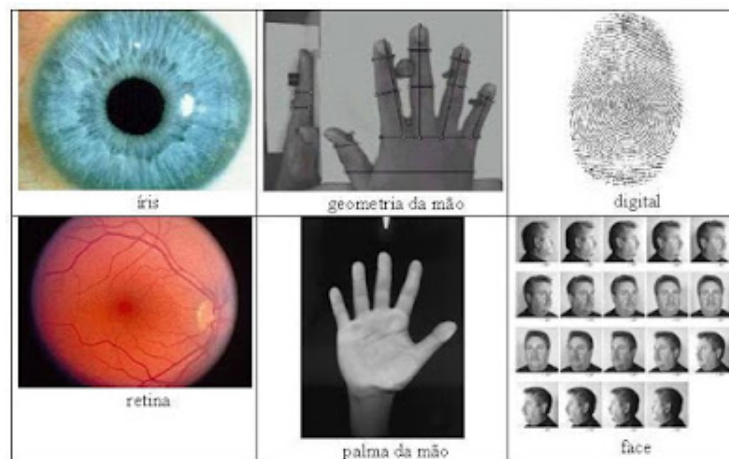 íris
geometria da mão
digital
retina
palma da mão
face